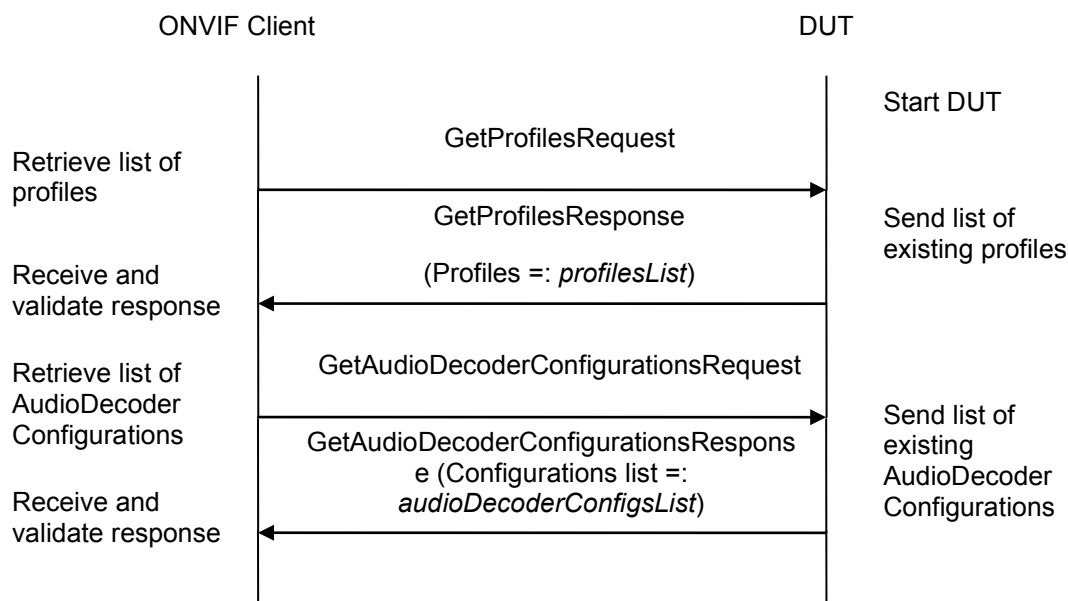 ONVIF Client
DUT
Start DUT
GetProfilesRequest
Retrieve list of
profiles
GetProfilesResponse
(Profiles =: profilesList)
Send list of
existing profiles
Receive and
validate response
GetAudioDecoderConfigurationsRequest
Retrieve list of
AudioDecoder
Configurations
GetAudioDecoderConfigurationsRespons
e (Configurations list =:
audioDecoderConfigsList)
Send list of
existing
AudioDecoder
Configurations
Receive and
validate response